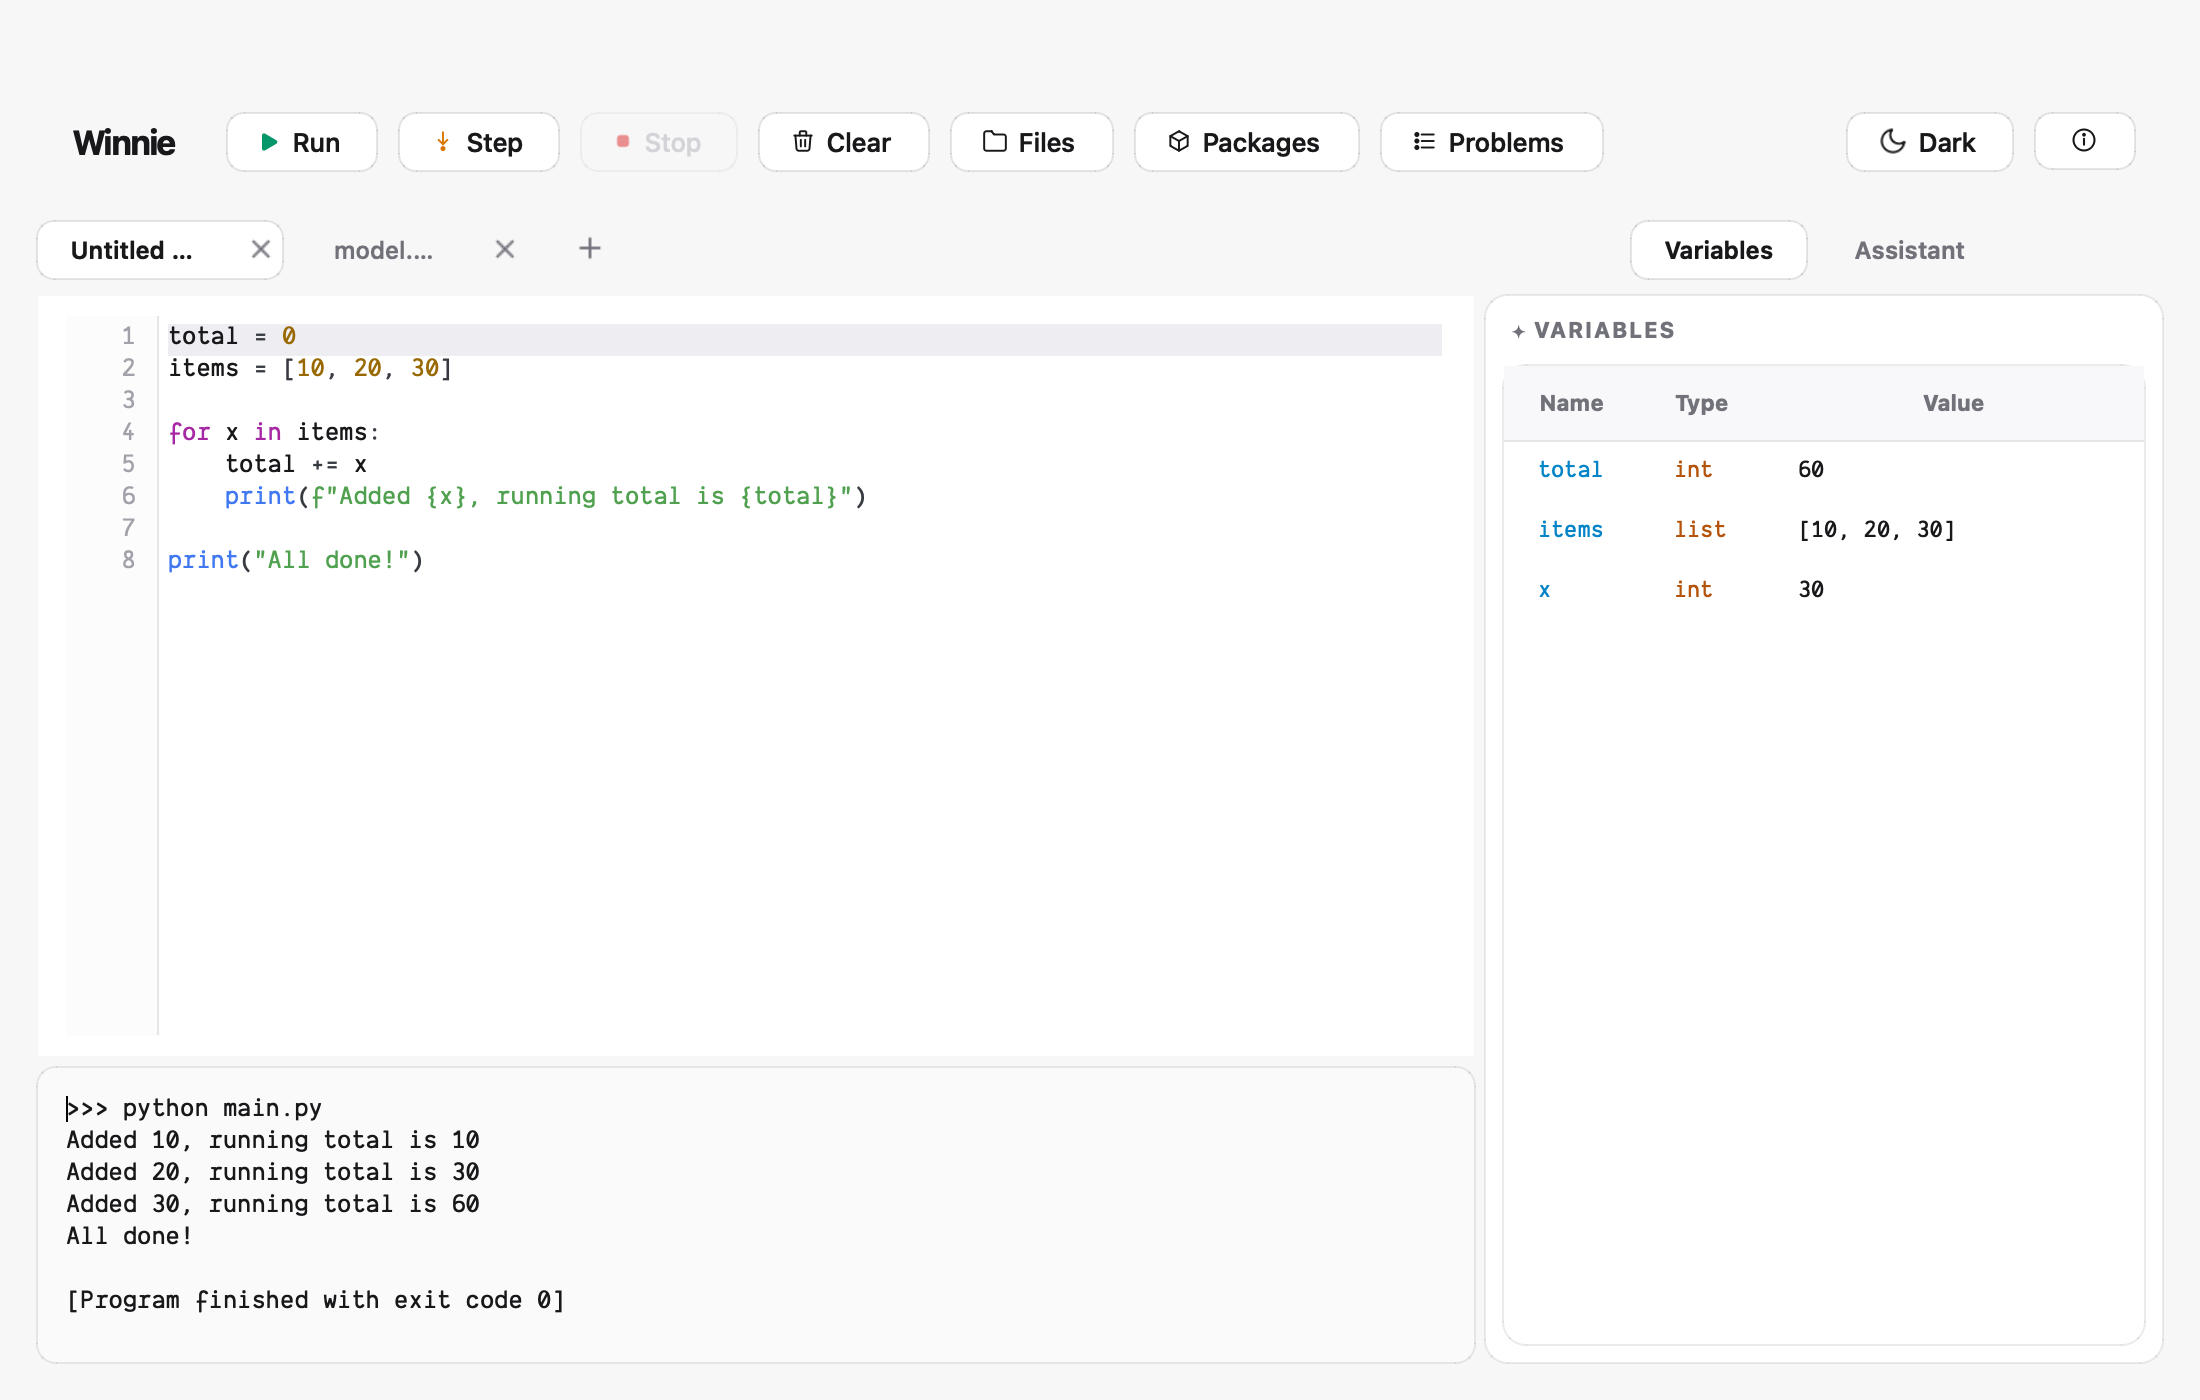 Winnie Run Step Stop Clear Files Packages Problems Dark
Untitled ... model.... Variables Assistant
1 total = 0
2 items = [10, 20, 30]
3
4 for x in items:
5     total += x
6     print(f"Added {x}, running total is {total}")
7
8 print("All done!")
>>> python main.py
Added 10, running total is 10
Added 20, running total is 30
Added 30, running total is 60
All done!
[Program finished with exit code 0]
VARIABLES
Name Type Value
total int 60
items list [10, 20, 30]
x int 30